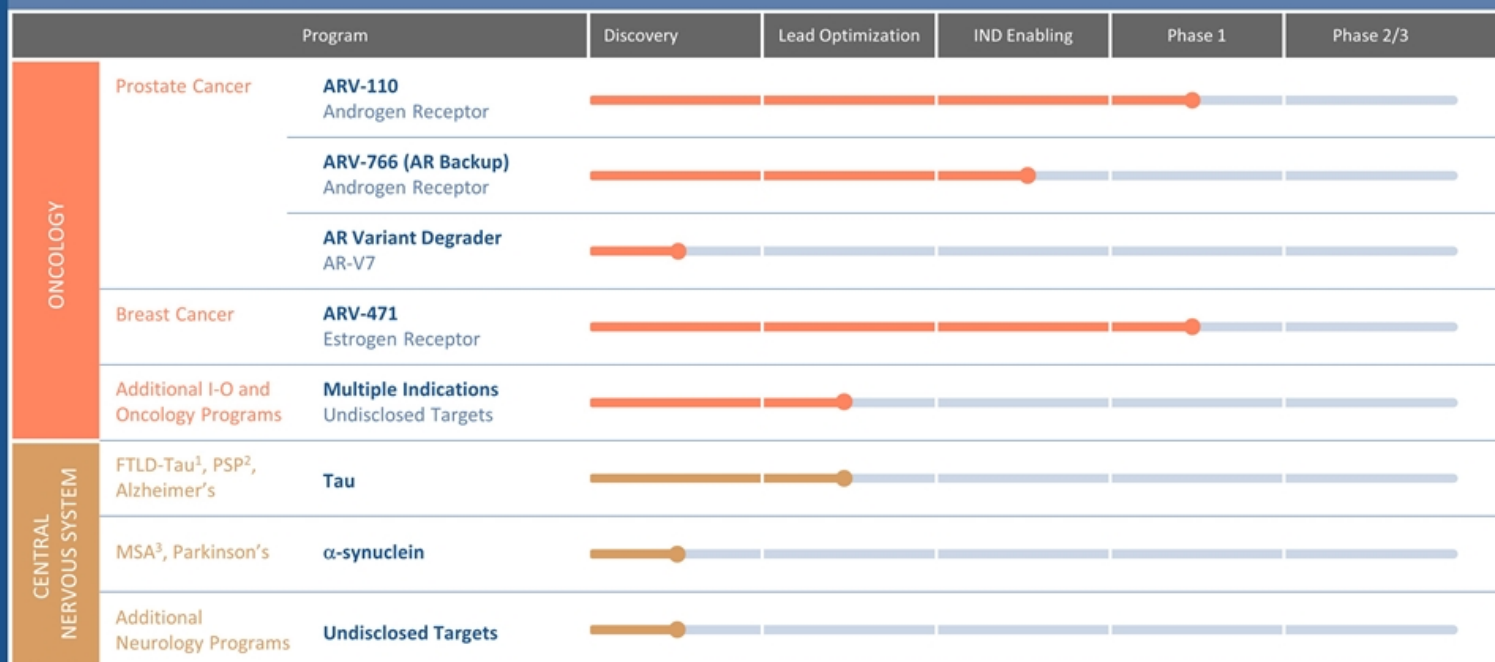 Program Discovery Lead Optimization IND Enabling Phase 1 Phase 2/3
ONCOLOGY
Prostate Cancer
ARV-110
Androgen Receptor
ARV-766 (AR Backup)
Androgen Receptor
AR Variant Degrader
AR-V7
Breast Cancer
ARV-471
Estrogen Receptor
Additional I-O and
Oncology Programs
Multiple Indications
Undisclosed Targets
CENTRAL
NERVOUS SYSTEM
FTLD-Tau¹, PSP²,
Alzheimer’s
Tau
MSA³, Parkinson’s
α-synuclein
Additional
Neurology Programs
Undisclosed Targets